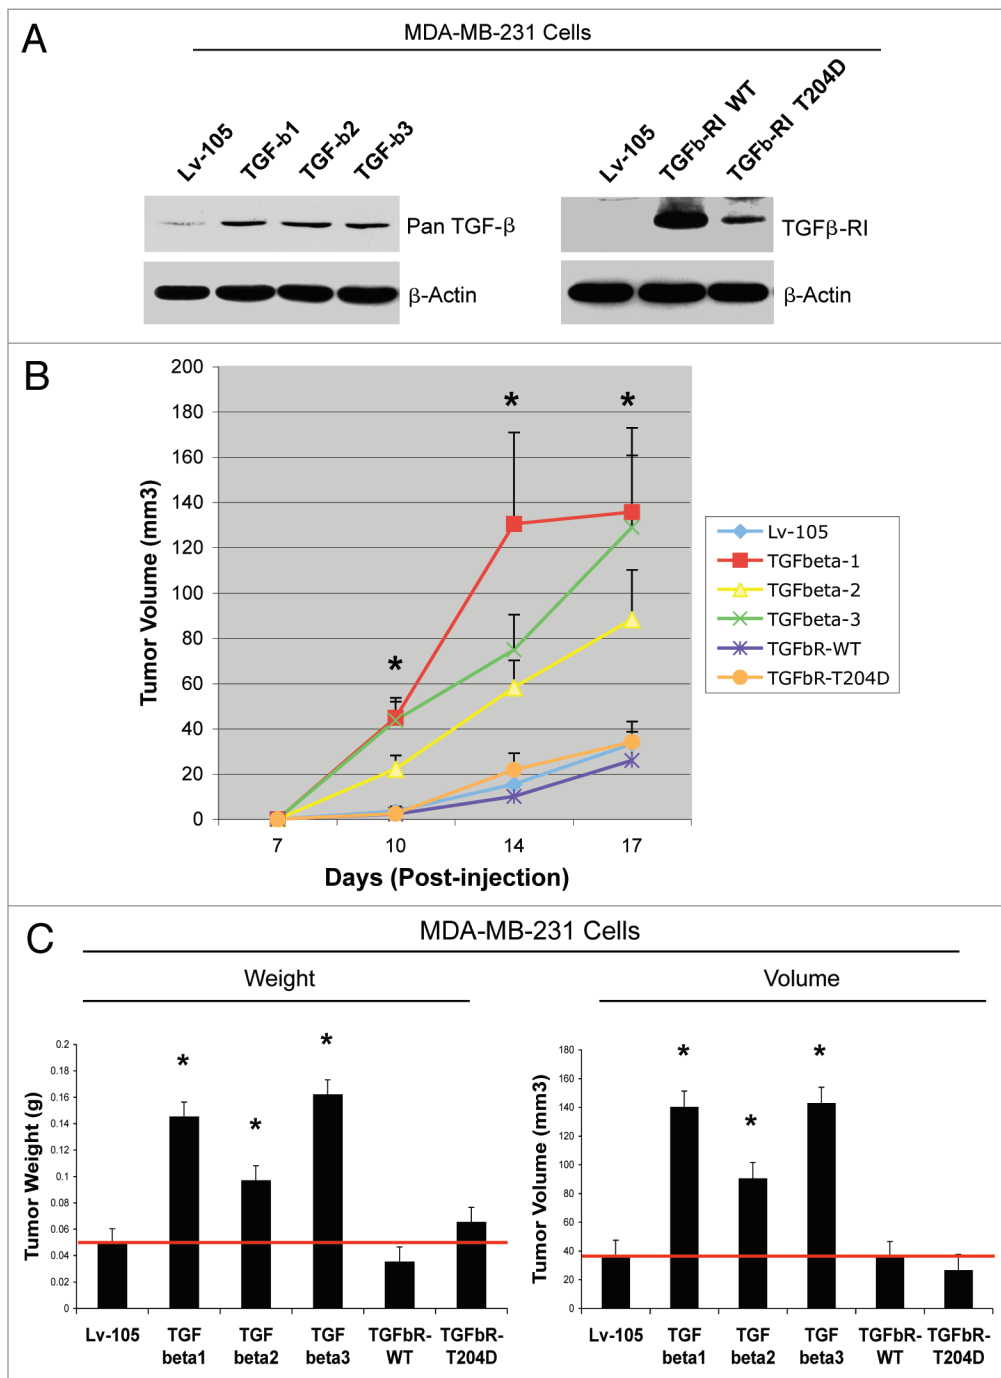 A
MDA-MB-231 Cells
Lv-105
TGF-b1
TGF-b2
TGF-b3
Pan TGF-β
β-Actin
Lv-105
TGFb-RI WT
TGFb-RI T204D
TGFβ-RI
β-Actin
B
Tumor Volume (mm3)
200
180
160
140
120
100
80
60
40
20
0
*
*
*
7
10
14
17
Days (Post-injection)
Lv-105
TGFbeta-1
TGFbeta-2
TGFbeta-3
TGFbR-WT
TGFbR-T204D
C
MDA-MB-231 Cells
Weight
Tumor Weight (g)
0.2
0.18
0.16
0.14
0.12
0.1
0.08
0.06
0.04
0.02
0
*
*
*
Lv-105
TGF
beta1
TGF
beta2
TGF
beta3
TGFbR-
WT
TGFbR-
T204D
Volume
Tumor Volume (mm3)
180
160
140
120
100
80
60
40
20
0
*
*
*
Lv-105
TGF
beta1
TGF
beta2
TGF
beta3
TGFbR-
WT
TGFbR-
T204D